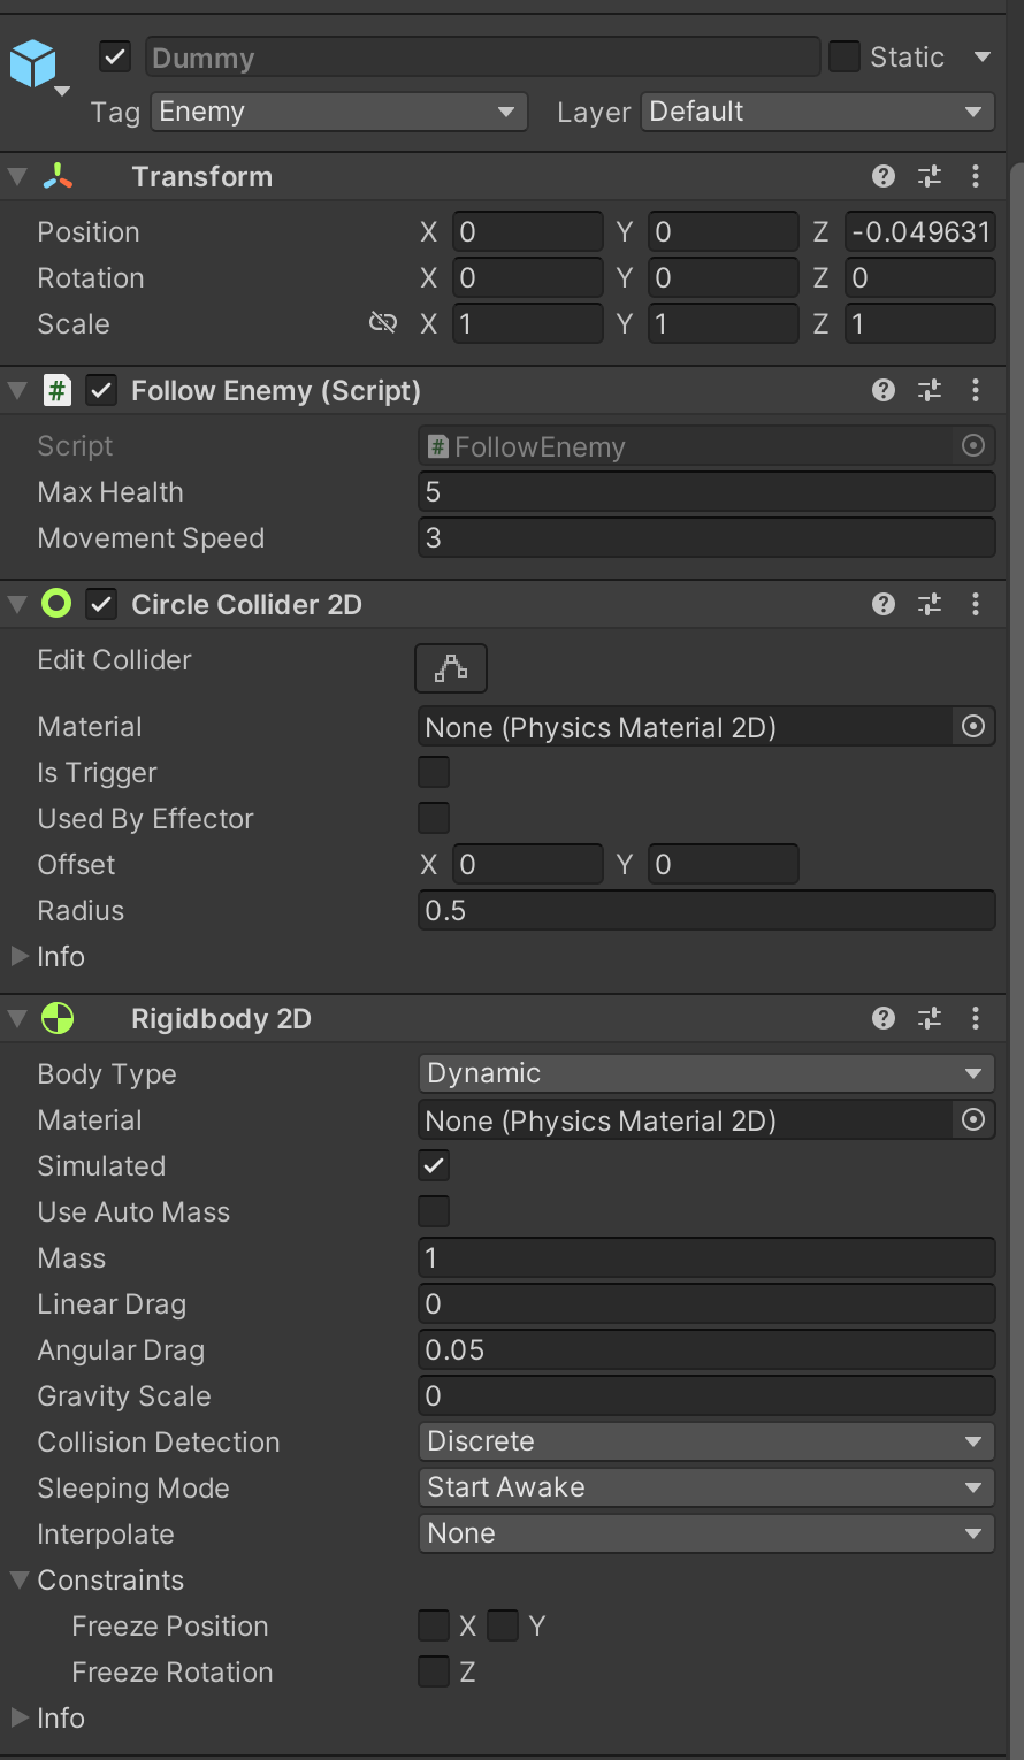 Dummy Static
Tag Enemy Layer Default
Transform
Position X 0 Y 0 Z -0.049631
Rotation X 0 Y 0 Z 0
Scale X 1 Y 1 Z 1
# Follow Enemy (Script)
Script # FollowEnemy
Max Health 5
Movement Speed 3
Circle Collider 2D
Edit Collider
Material None (Physics Material 2D)
Is Trigger
Used By Effector
Offset X 0 Y 0
Radius 0.5
Info
Rigidbody 2D
Body Type Dynamic
Material None (Physics Material 2D)
Simulated
Use Auto Mass
Mass 1
Linear Drag 0
Angular Drag 0.05
Gravity Scale 0
Collision Detection Discrete
Sleeping Mode Start Awake
Interpolate None
Constraints
Freeze Position X Y
Freeze Rotation Z
Info